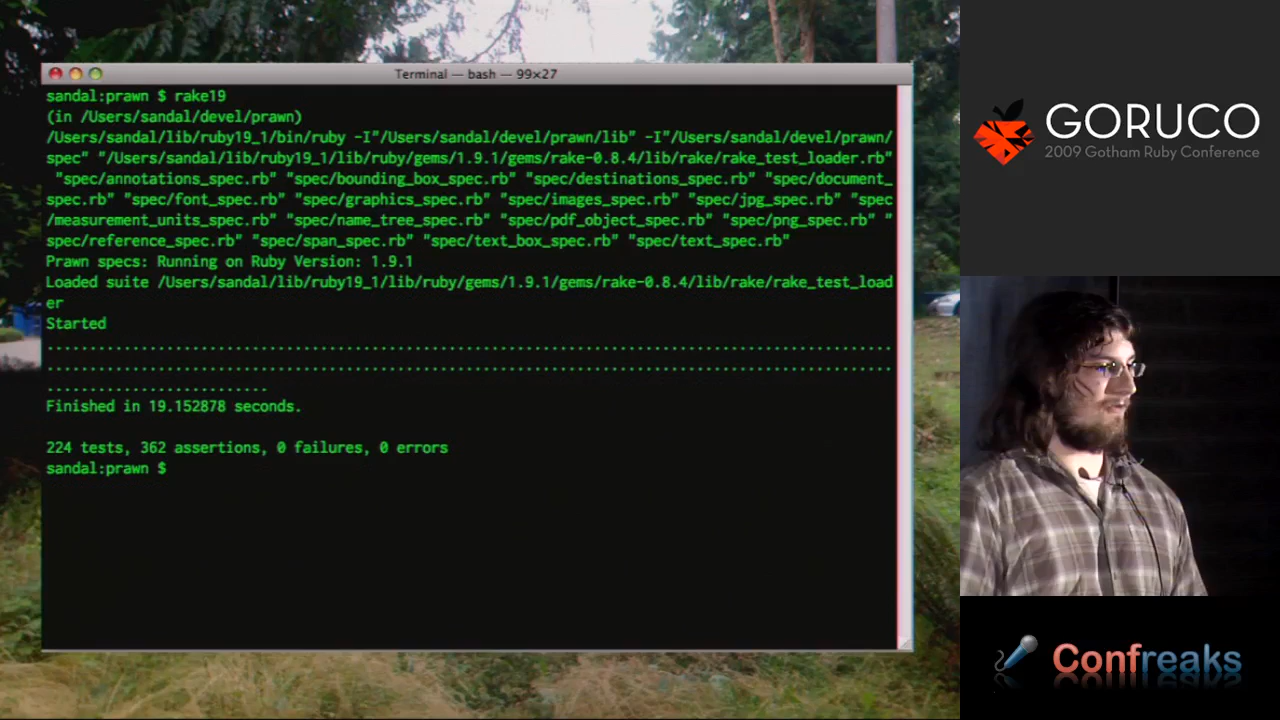 Terminal — bash — 99×27
sandal:prawn $ rake19
(in /Users/sandal/devel/prawn)
/Users/sandal/lib/ruby19_1/bin/ruby -I"/Users/sandal/devel/prawn/lib" -I"/Users/sandal/devel/prawn/
spec" "/Users/sandal/lib/ruby19_1/lib/ruby/gems/1.9.1/gems/rake-0.8.4/lib/rake/rake_test_loader.rb"
"spec/annotations_spec.rb" "spec/bounding_box_spec.rb" "spec/destinations_spec.rb" "spec/document_
spec.rb" "spec/font_spec.rb" "spec/graphics_spec.rb" "spec/images_spec.rb" "spec/jpg_spec.rb" "spec
/measurement_units_spec.rb" "spec/name_tree_spec.rb" "spec/pdf_object_spec.rb" "spec/png_spec.rb" "
spec/reference_spec.rb" "spec/span_spec.rb" "spec/text_box_spec.rb" "spec/text_spec.rb"
Prawn specs: Running on Ruby Version: 1.9.1
Loaded suite /Users/sandal/lib/ruby19_1/lib/ruby/gems/1.9.1/gems/rake-0.8.4/lib/rake/rake_test_load
er
Started
...................................................................................................
...................................................................................................
..........................
Finished in 19.152878 seconds.
224 tests, 362 assertions, 0 failures, 0 errors
sandal:prawn $
GORUCO
2009 Gotham Ruby Conference
Confreaks